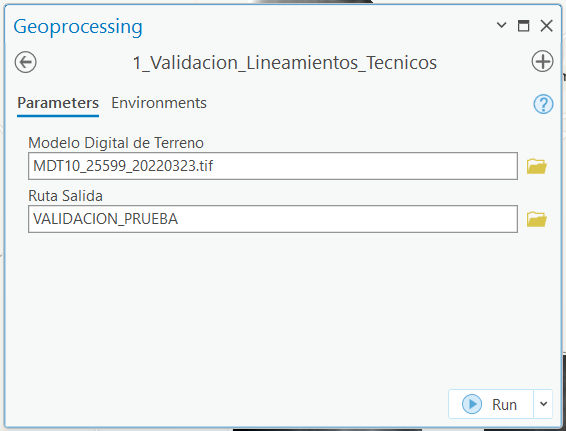 Geoprocessing
1_Validacion_Lineamientos_Tecnicos
Parameters Environments
?
Modelo Digital de Terreno
MDT10_25599_20220323.tif
Ruta Salida
VALIDACION_PRUEBA
Run